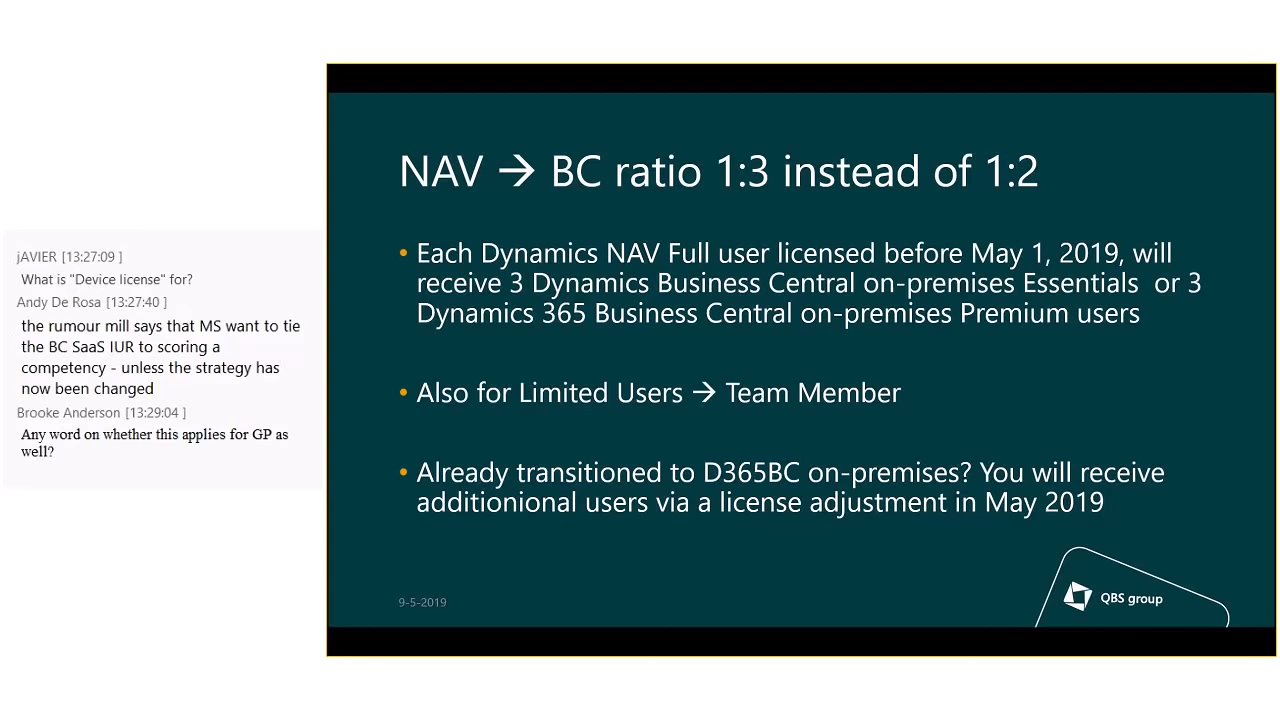 jAVIER [13:27:09 ]
What is "Device license" for?
Andy De Rosa [13:27:40 ]
the rumour mill says that MS want to tie
the BC SaaS IUR to scoring a
competency - unless the strategy has
now been changed
Brooke Anderson [13:29:04 ]
Any word on whether this applies for GP as
well?
NAV → BC ratio 1:3 instead of 1:2
• Each Dynamics NAV Full user licensed before May 1, 2019, will
receive 3 Dynamics Business Central on-premises Essentials or 3
Dynamics 365 Business Central on-premises Premium users
• Also for Limited Users → Team Member
• Already transitioned to D365BC on-premises? You will receive
additionional users via a license adjustment in May 2019
9-5-2019
QBS group